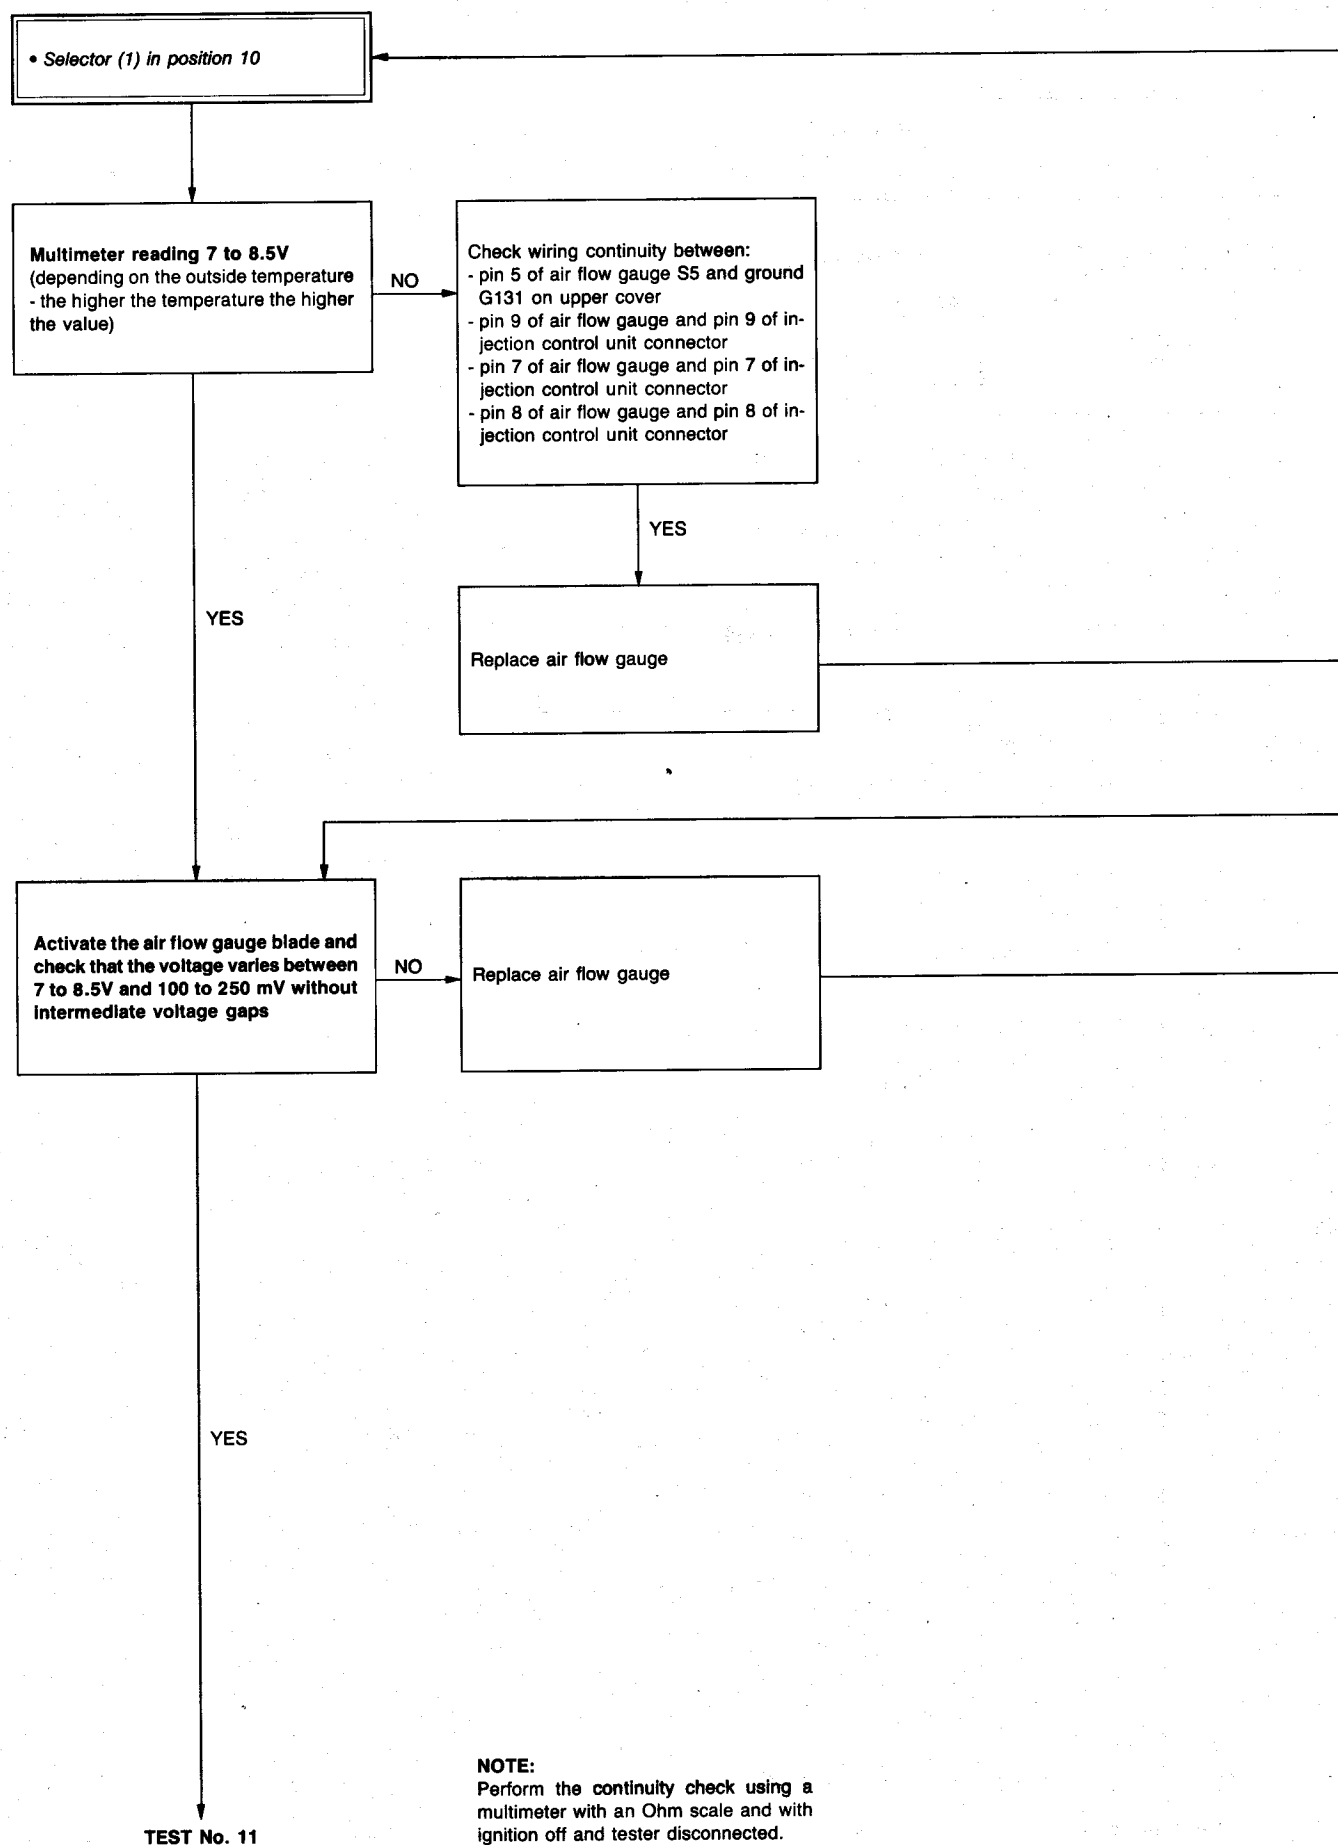 • Selector (1) in position 10
Multimeter reading 7 to 8.5V
(depending on the outside temperature
- the higher the temperature the higher
the value)
NO
Check wiring continuity between:
- pin 5 of air flow gauge S5 and ground
G131 on upper cover
- pin 9 of air flow gauge and pin 9 of in-
jection control unit connector
- pin 7 of air flow gauge and pin 7 of in-
jection control unit connector
- pin 8 of air flow gauge and pin 8 of in-
jection control unit connector
YES
YES
Replace air flow gauge
Activate the air flow gauge blade and
check that the voltage varies between
7 to 8.5V and 100 to 250 mV without
intermediate voltage gaps
NO
Replace air flow gauge
YES
NOTE:
Perform the continuity check using a
multimeter with an Ohm scale and with
ignition off and tester disconnected.
TEST No. 11